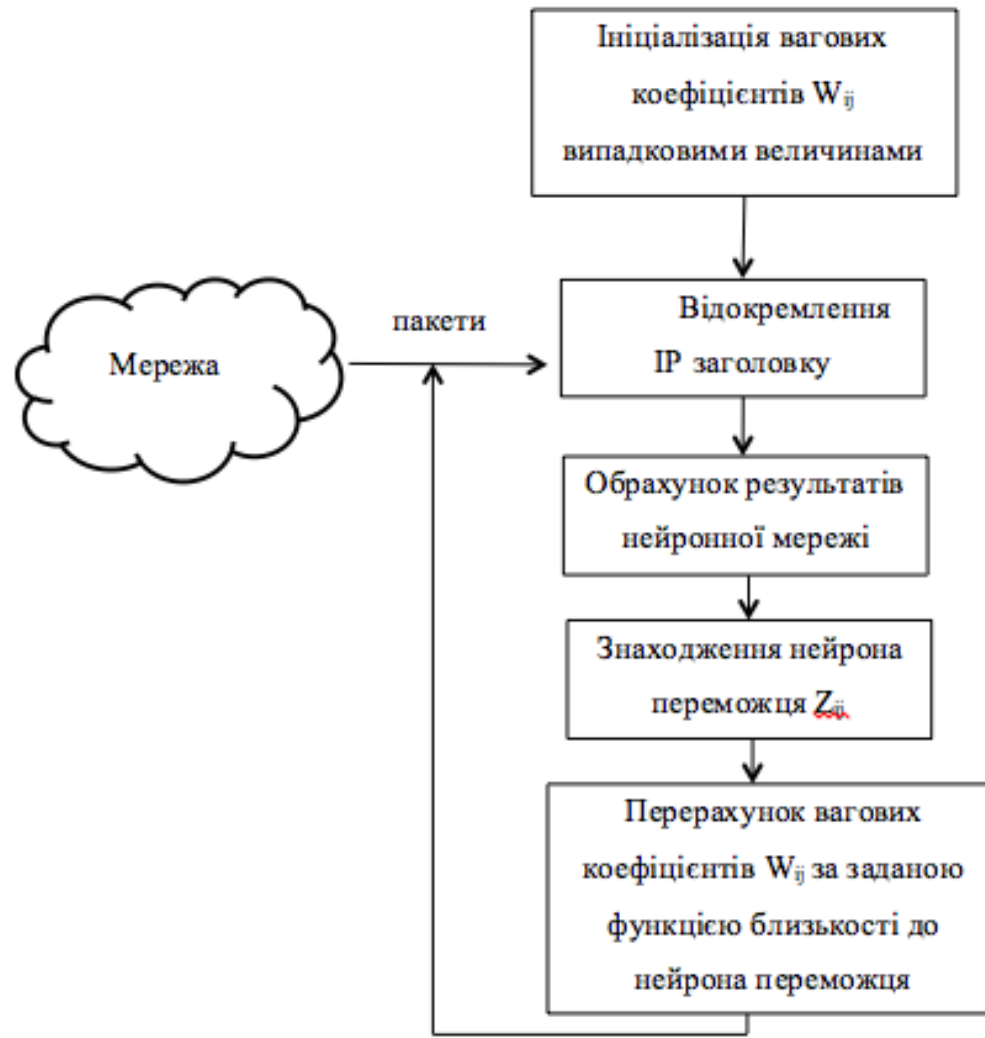 Ініціалізація вагових
коефіцієнтів Wij
випадковими величинами
пакети
Мережа
Відокремлення
IP заголовку
Обрахунок результатів
нейронної мережі
Знаходження нейрона
переможця Zij
Перерахунок вагових
коефіцієнтів Wij за заданою
функцією близькості до
нейрона переможця